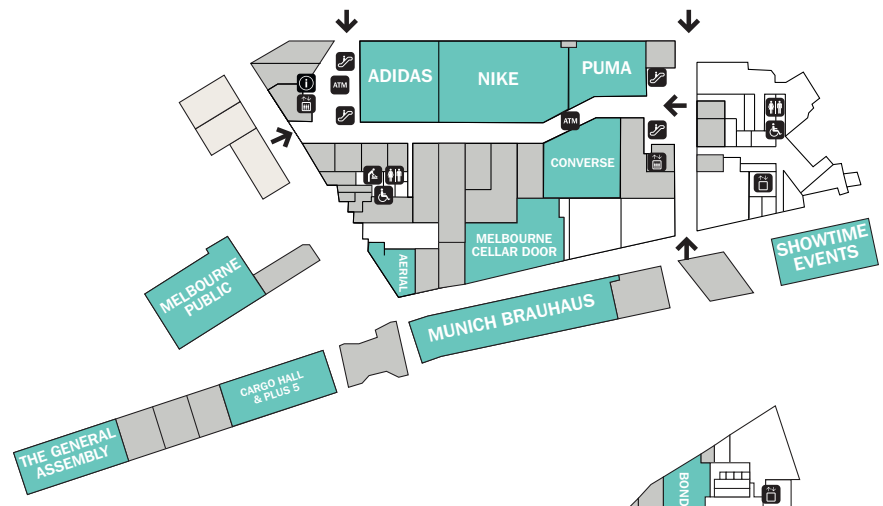 ADIDAS
NIKE
PUMA
i
ATM
ATM
CONVERSE
MELBOURNE
CELLAR DOOR
AERIAL
SHOWTIME
EVENTS
MELBOURNE
PUBLIC
MUNICH BRAUHAUS
CARGO HALL
& PLUS 5
THE GENERAL
ASSEMBLY
BOND